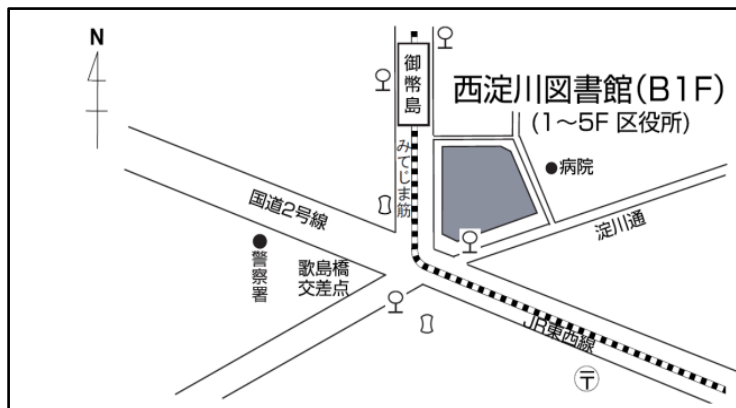 N
御幣島
西淀川図書館(B1F)
(1～5F 区役所)
みてじま筋
病院
国道2号線
淀川通
警察署
歌島橋
交差点
JR東西線
〒